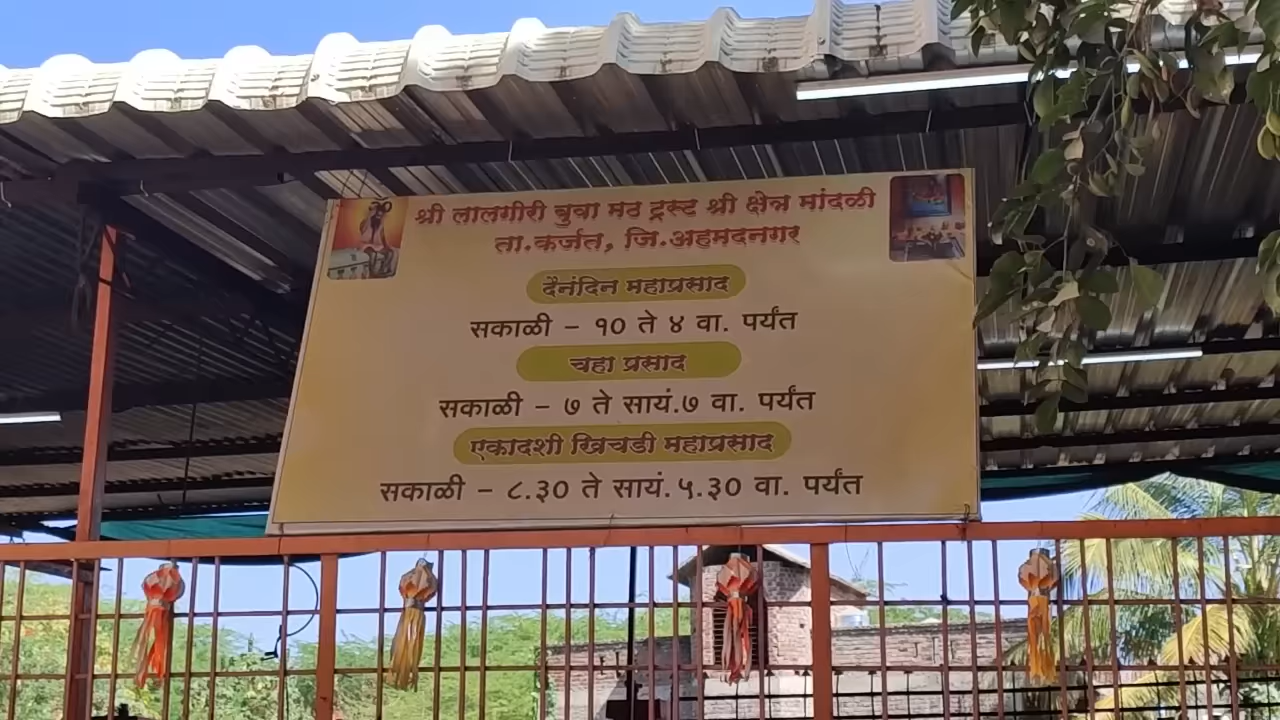 श्री लालगीरी बुवा मठ ट्रस्ट श्री क्षेत्र मांदळी
ता.कर्जत, जि.अहमदनगर
दैनंदिन महाप्रसाद
सकाळी – १० ते ४ वा. पर्यंत
चहा प्रसाद
सकाळी – ७ ते सायं.७ वा. पर्यंत
एकादशी खिचडी महाप्रसाद
सकाळी – ८.३० ते सायं.५.३० वा. पर्यंत